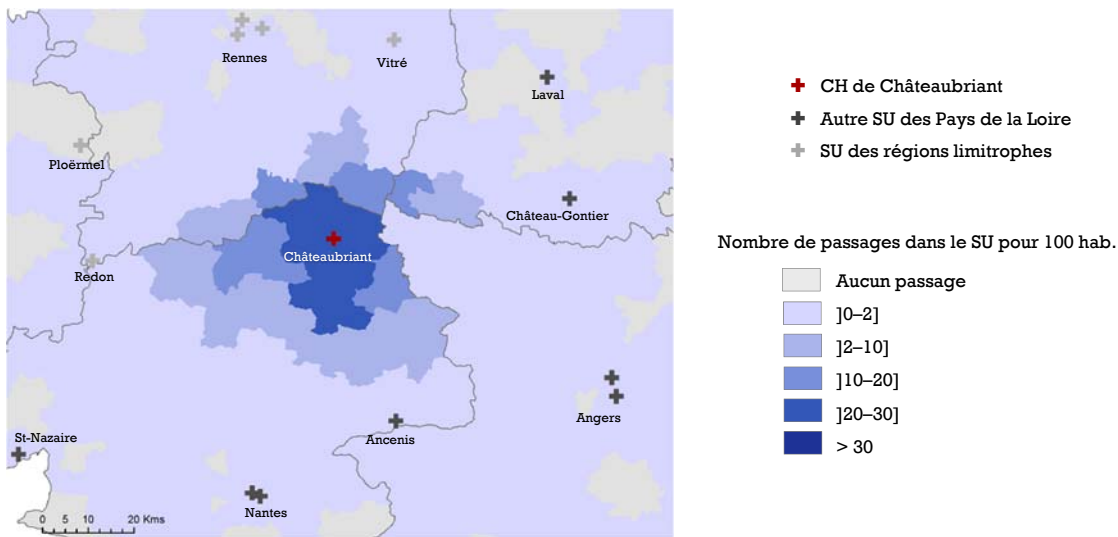 Rennes
Vitré
Laval
Ploërmel
Château-Gontier
Redon
Châteaubriant
Angers
Ancenis
St-Nazaire
Nantes
0 5 10 20 Kms
CH de Châteaubriant
Autre SU des Pays de la Loire
SU des régions limitrophes
Nombre de passages dans le SU pour 100 hab.
Aucun passage
]0–2]
]2–10]
]10–20]
]20–30]
> 30